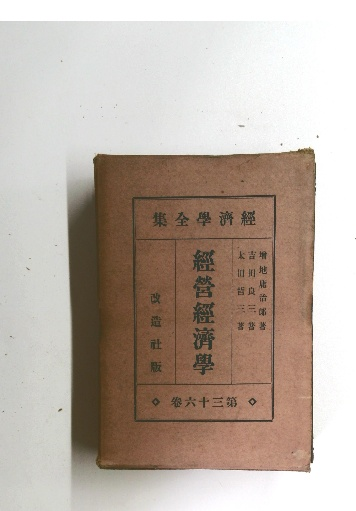 經濟學全集
增地庸治郎著
吉田良三著
太田哲三著
經營經濟學
改造社版
第三十六卷